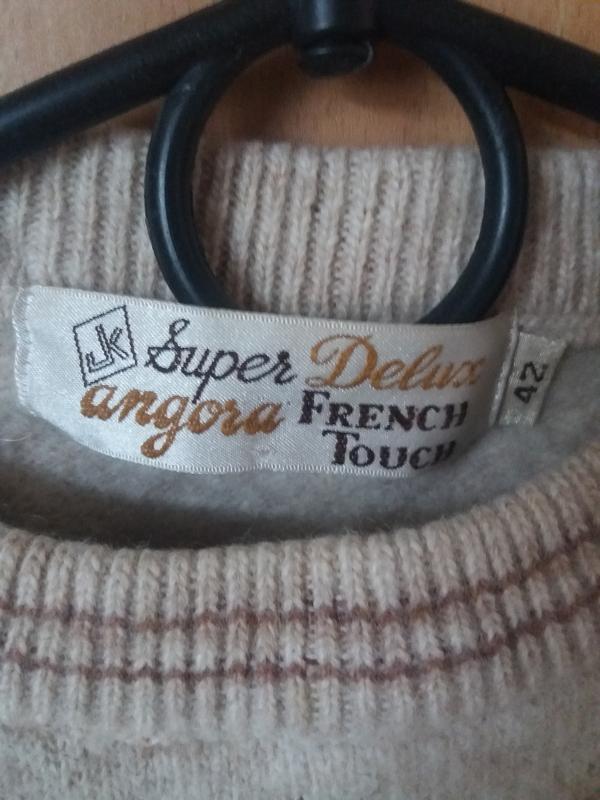 JK Super Delux
angora FRENCH
TOUCH
42